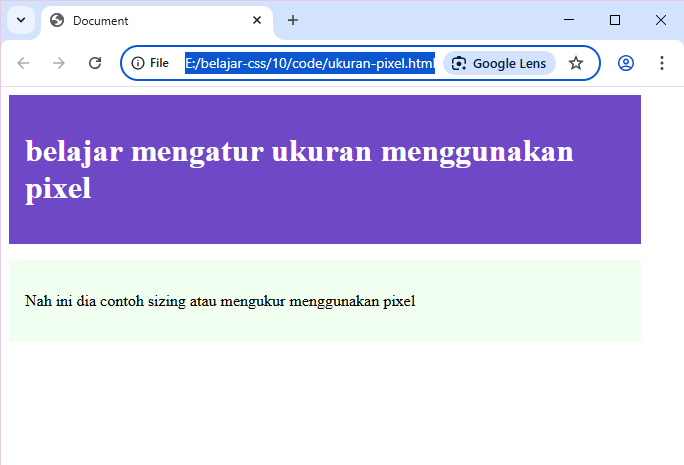 Document
File
E:/belajar-css/10/code/ukuran-pixel.html
Google Lens
belajar mengatur ukuran menggunakan
pixel
Nah ini dia contoh sizing atau mengukur menggunakan pixel